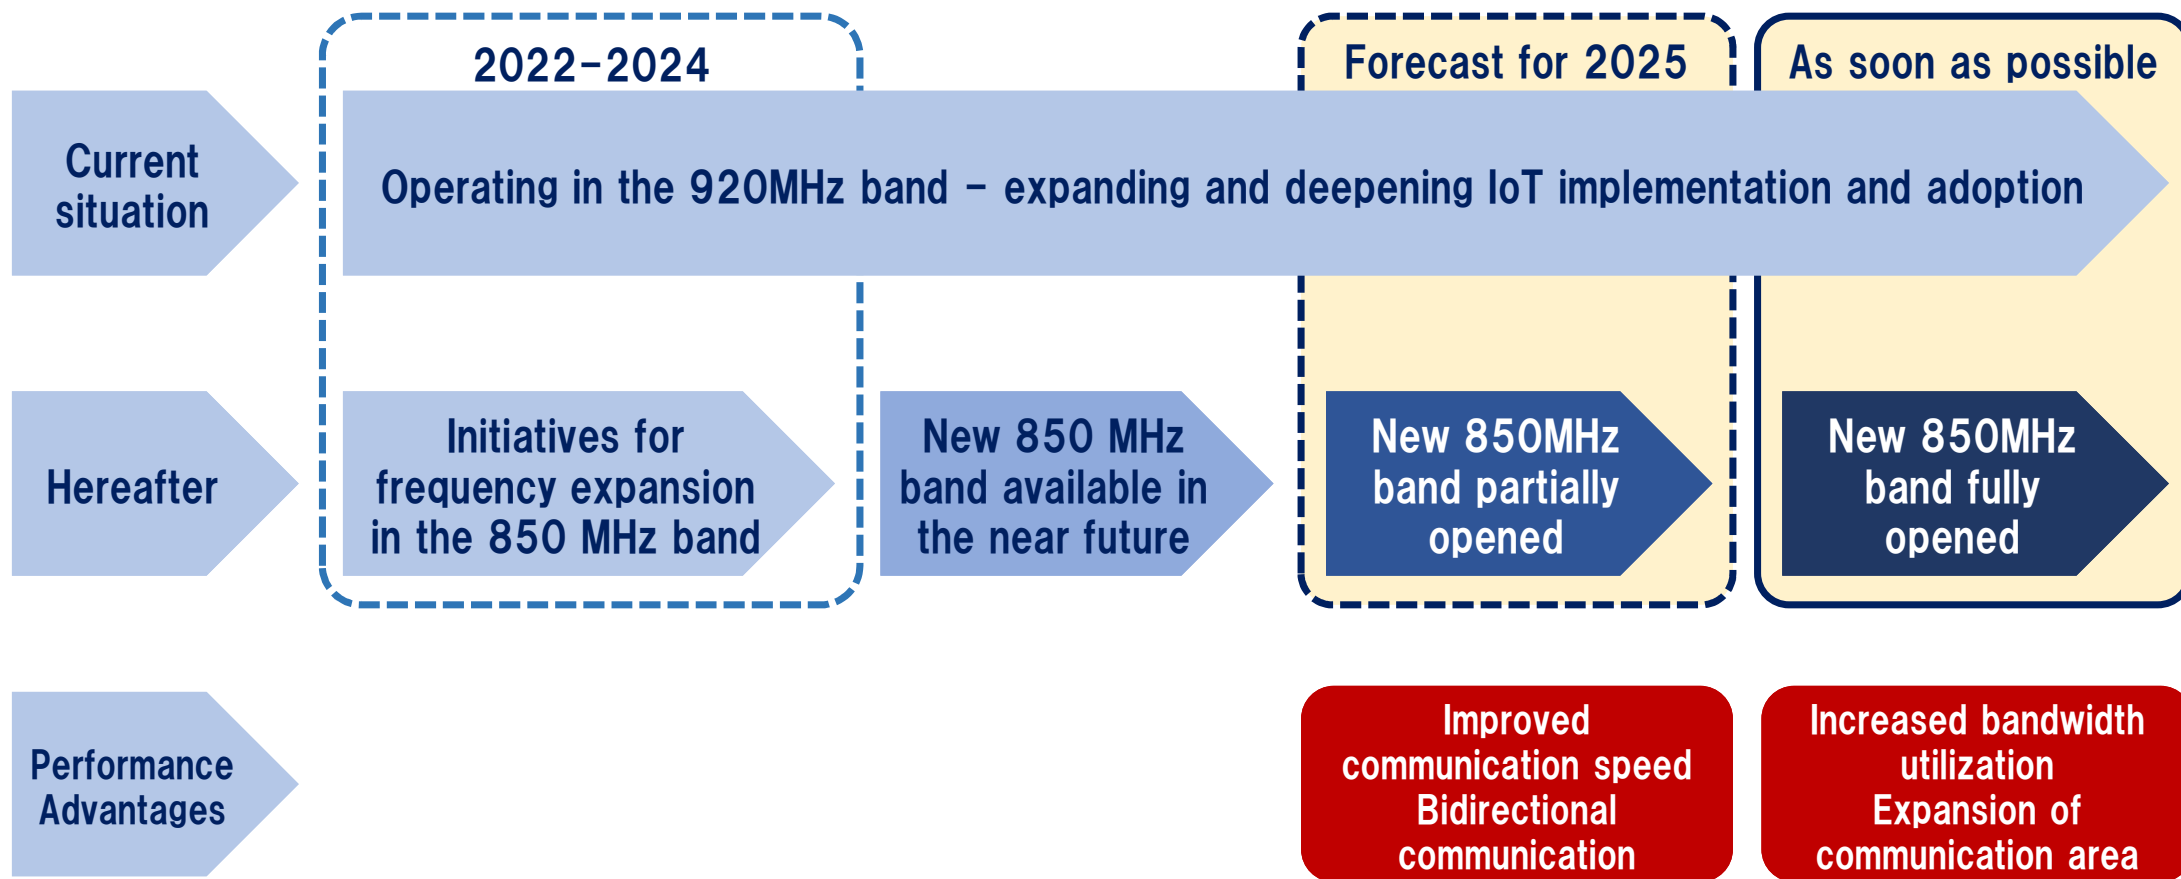 2022-2024
Forecast for 2025
As soon as possible
Current
situation
Operating in the 920MHz band - expanding and deepening IoT implementation and adoption
Hereafter
Initiatives for
frequency expansion
in the 850 MHz band
New 850 MHz
band available in
the near future
New 850MHz
band partially
opened
New 850MHz
band fully
opened
Performance
Advantages
Improved
communication speed
Bidirectional
communication
Increased bandwidth
utilization
Expansion of
communication area